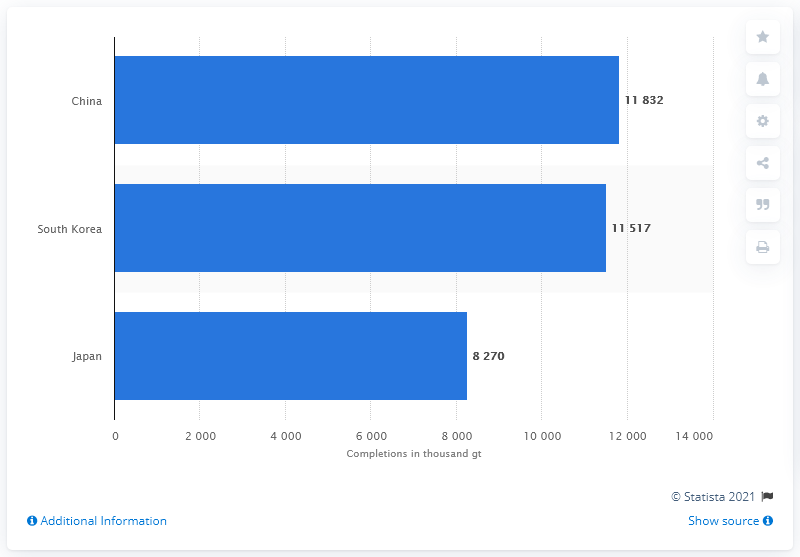 China
11 832
South Korea
11 517
Japan
8 270
0 2 000 4 000 6 000 8 000 10 000 12 000 14 000
Completions in thousand gt
© Statista 2021
Additional Information
Show source